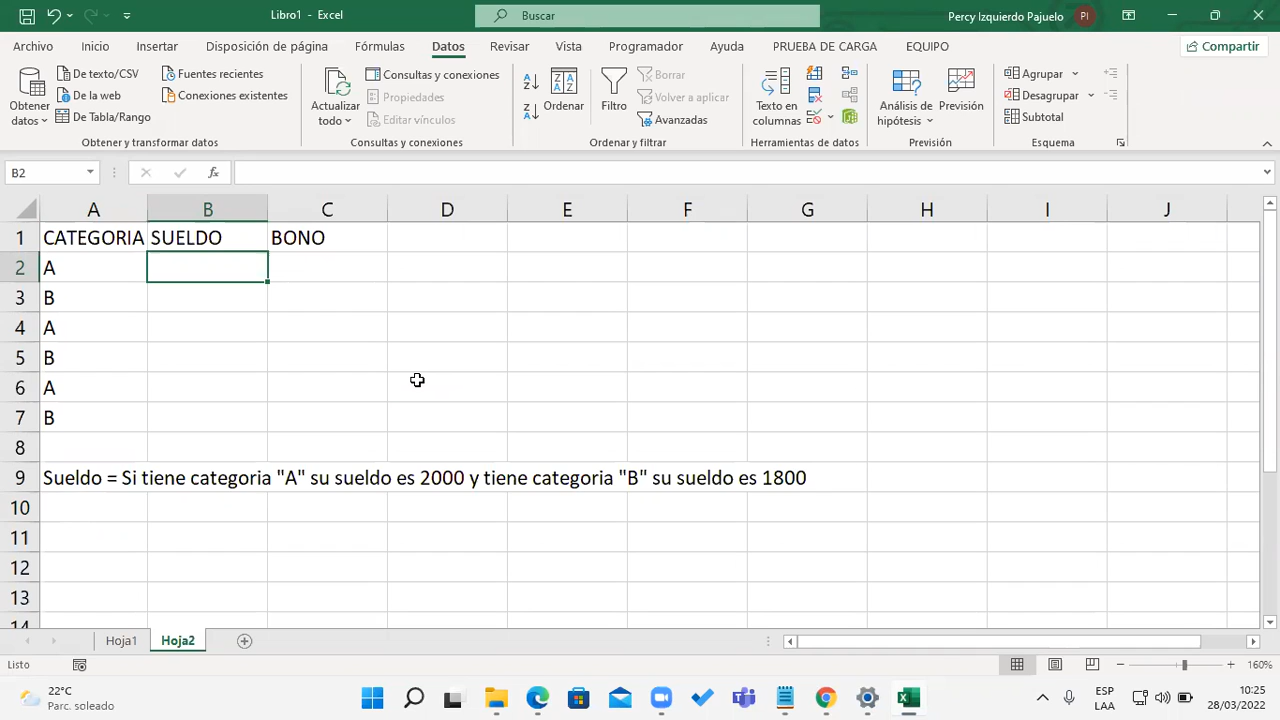 Libro1 - Excel
Buscar
Percy Izquierdo Pajuelo
PI
Archivo Inicio Insertar Disposición de página Fórmulas Datos Revisar Vista Programador Ayuda PRUEBA DE CARGA EQUIPO Compartir
Obtener datos
De texto/CSV
De la web
De Tabla/Rango
Fuentes recientes
Conexiones existentes
Obtener y transformar datos
Actualizar todo
Consultas y conexiones
Propiedades
Editar vínculos
Consultas y conexiones
Ordenar
Filtro
Borrar
Volver a aplicar
Avanzadas
Ordenar y filtrar
Texto en columnas
Herramientas de datos
Análisis de hipótesis
Previsión
Previsión
Agrupar
Desagrupar
Subtotal
Esquema
B2
fx
A B C D E F G H I J
1 CATEGORIA SUELDO BONO
2 A
3 B
4 A
5 B
6 A
7 B
8
9 Sueldo = Si tiene categoria "A" su sueldo es 2000 y tiene categoria "B" su sueldo es 1800
10
11
12
13
14
Hoja1 Hoja2
Listo
160%
22°C
Parc. soleado
ESP
LAA
10:25
28/03/2022